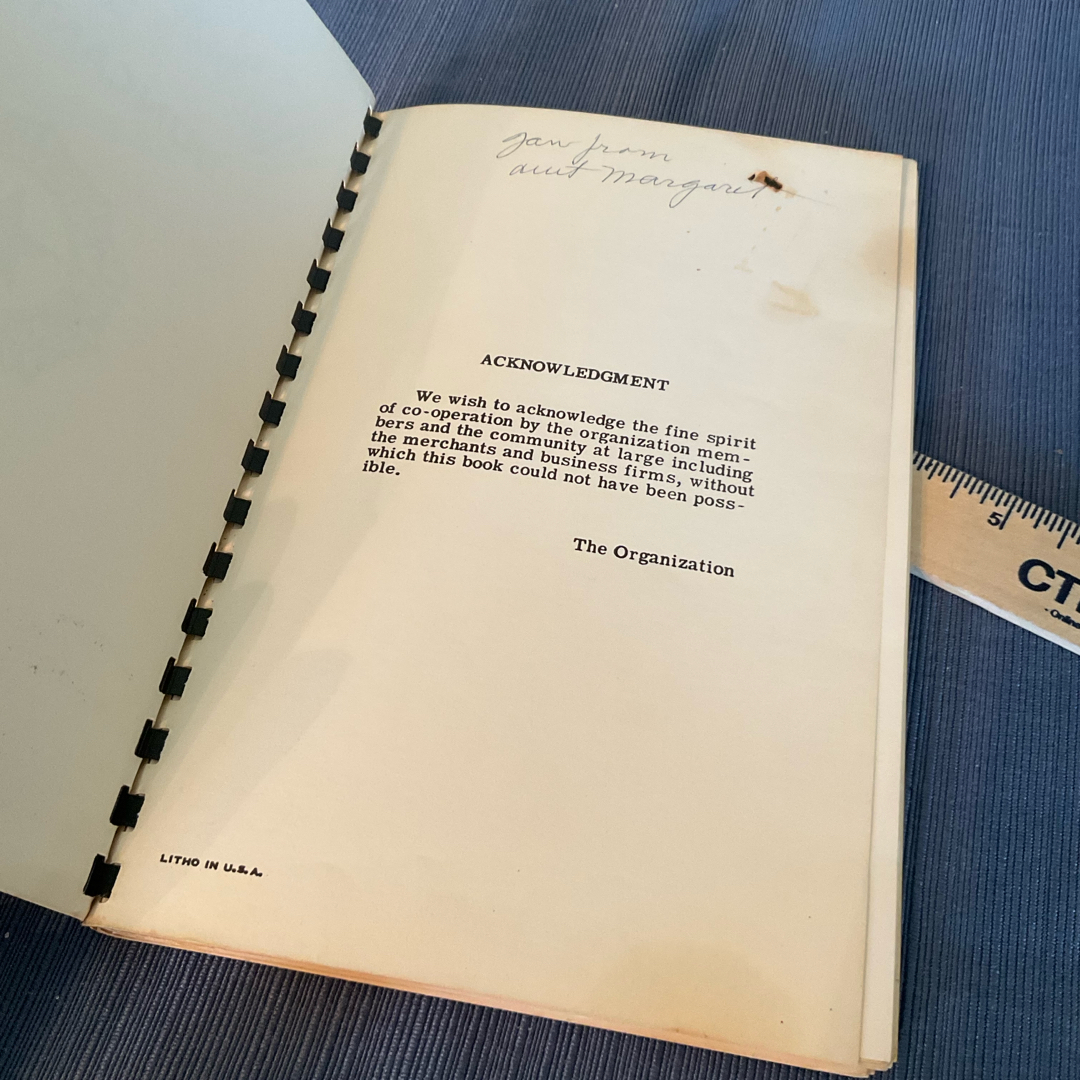 Jan from
aunt Margaret
ACKNOWLEDGMENT
We wish to acknowledge the fine spirit
of co-operation by the organization mem-
bers and the community at large including
the merchants and business firms, without
which this book could not have been poss-
ible.
The Organization
LITHO IN U.S.A.
5